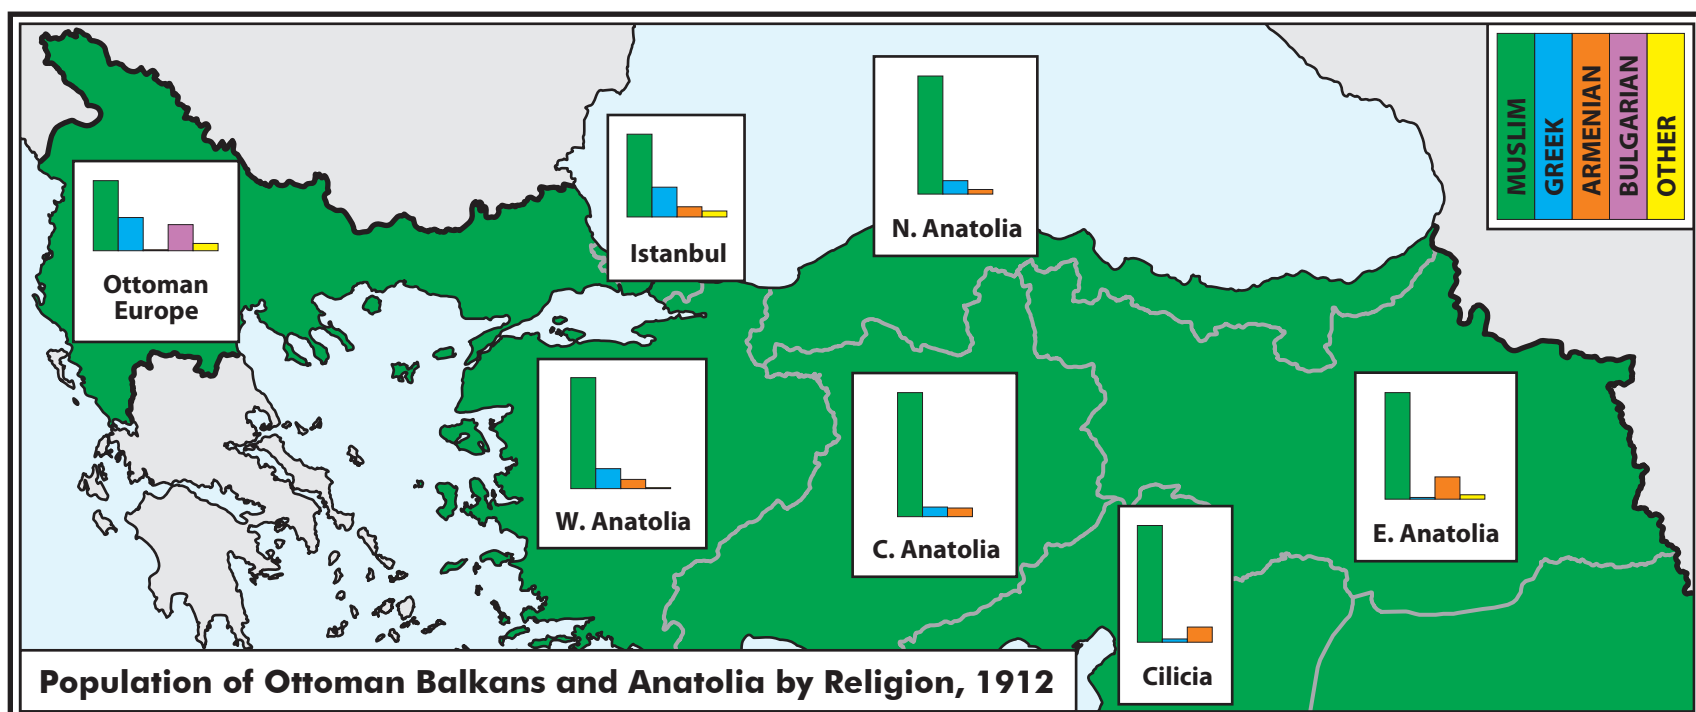 MUSLIM
GREEK
ARMENIAN
BULGARIAN
OTHER
Ottoman
Europe
Istanbul
N. Anatolia
W. Anatolia
C. Anatolia
E. Anatolia
Cilicia
Population of Ottoman Balkans and Anatolia by Religion, 1912